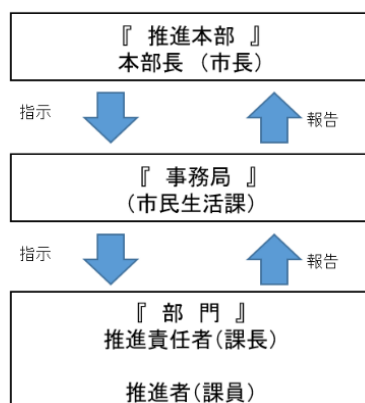 『 推進本部 』
本部長 （市長）
指示
報告
『 事務局 』
(市民生活課)
指示
報告
『 部 門 』
推進責任者(課長)
推進者(課員)